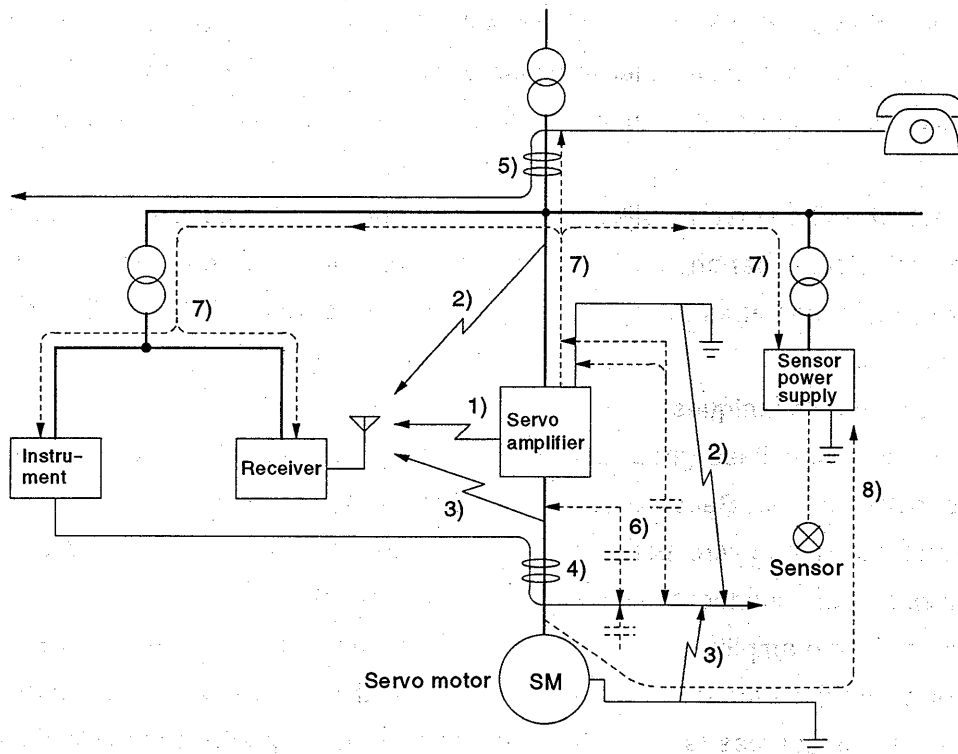 5)
7)
7)
7)
2)
Sensor
power
supply
1)
Servo
amplifier
Instru-
ment
Receiver
2)
8)
3)
6)
Sensor
4)
3)
Servo motor
SM